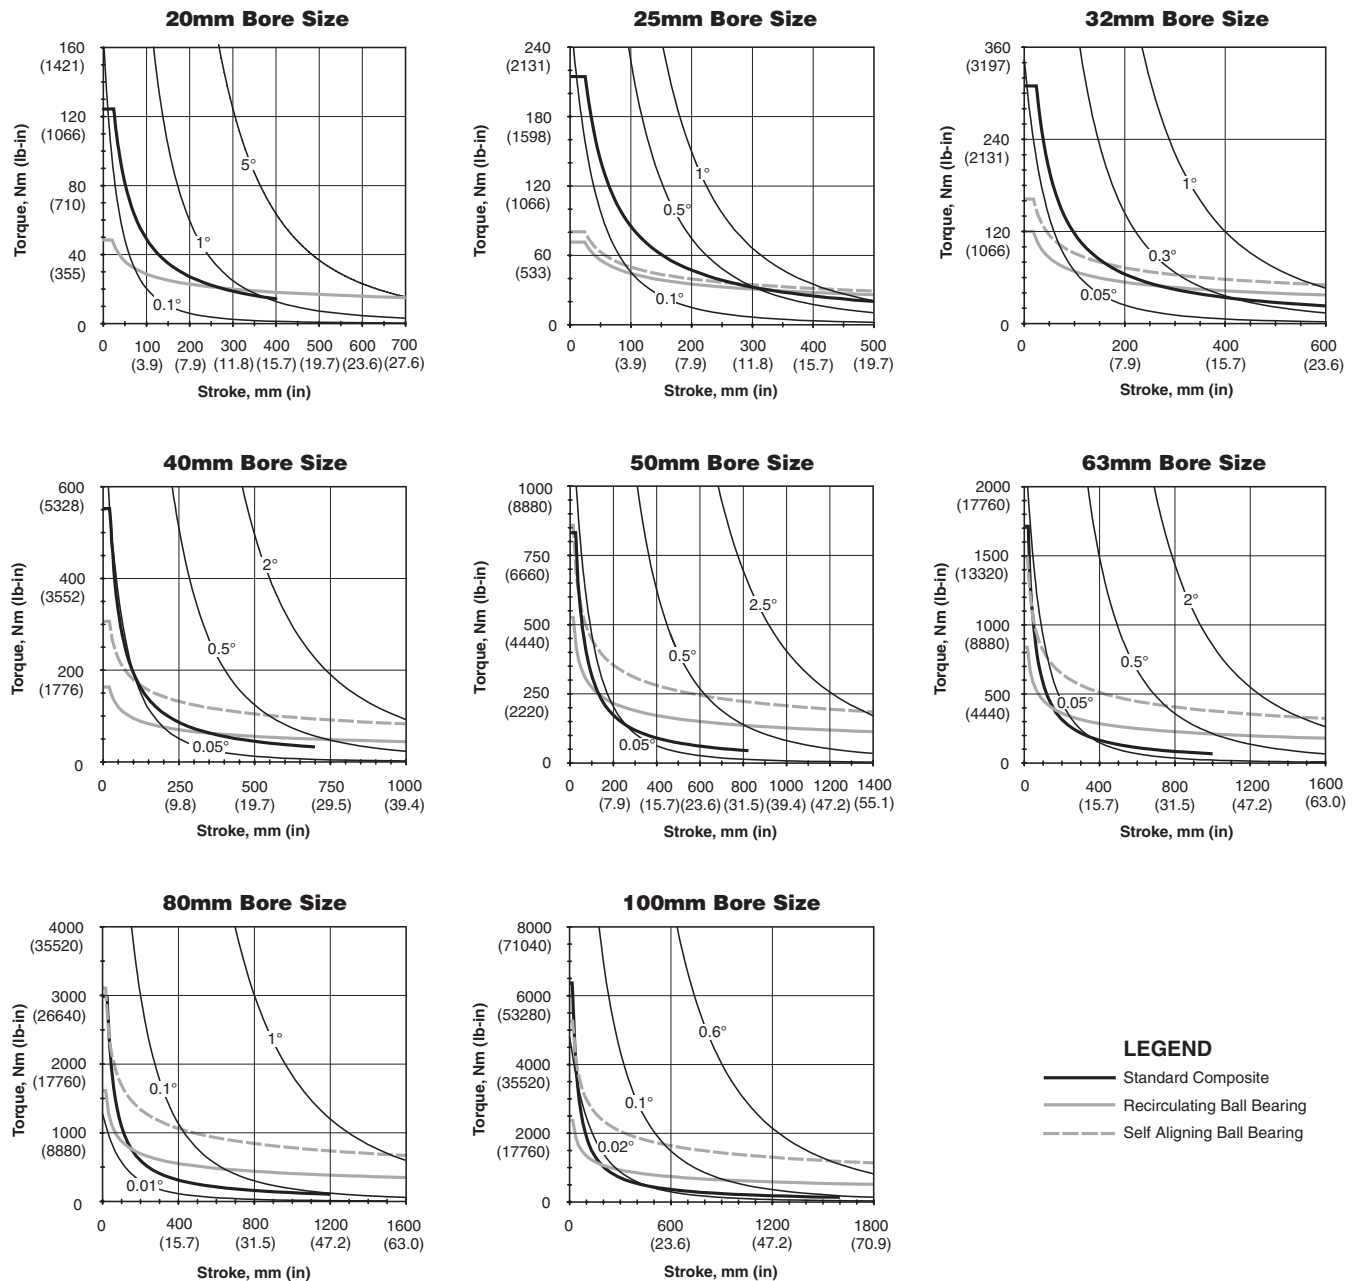 20mm Bore Size
Torque, Nm (lb-in)
160
(1421)
120
(1066)
80
(710)
40
(355)
0
5°
1°
0.1°
0 100 200 300 400 500 600 700
(3.9) (7.9) (11.8) (15.7) (19.7) (23.6) (27.6)
Stroke, mm (in)
25mm Bore Size
Torque, Nm (lb-in)
240
(2131)
180
(1598)
120
(1066)
60
(533)
0
1°
0.5°
0.1°
0 100 200 300 400 500
(3.9) (7.9) (11.8) (15.7) (19.7)
Stroke, mm (in)
32mm Bore Size
Torque, Nm (lb-in)
360
(3197)
240
(2131)
120
(1066)
0
1°
0.3°
0.05°
0 200 400 600
(7.9) (15.7) (23.6)
Stroke, mm (in)
40mm Bore Size
Torque, Nm (lb-in)
600
(5328)
400
(3552)
200
(1776)
0
2°
0.5°
0.05°
0 250 500 750 1000
(9.8) (19.7) (29.5) (39.4)
Stroke, mm (in)
50mm Bore Size
Torque, Nm (lb-in)
1000
(8880)
750
(6660)
500
(4440)
250
(2220)
0
2.5°
0.5°
0.05°
0 200 400 600 800 1000 1200 1400
(7.9) (15.7) (23.6) (31.5) (39.4) (47.2) (55.1)
Stroke, mm (in)
63mm Bore Size
Torque, Nm (lb-in)
2000
(17760)
1500
(13320)
1000
(8880)
500
(4440)
0
2°
0.5°
0.05°
0 400 800 1200 1600
(15.7) (31.5) (47.2) (63.0)
Stroke, mm (in)
80mm Bore Size
Torque, Nm (lb-in)
4000
(35520)
3000
(26640)
2000
(17760)
1000
(8880)
0
1°
0.1°
0.01°
0 400 800 1200 1600
(15.7) (31.5) (47.2) (63.0)
Stroke, mm (in)
100mm Bore Size
Torque, Nm (lb-in)
8000
(71040)
6000
(53280)
4000
(35520)
2000
(17760)
0
0.6°
0.1°
0.02°
0 600 1200 1800
(23.6) (47.2) (70.9)
Stroke, mm (in)
LEGEND
Standard Composite
Recirculating Ball Bearing
Self Aligning Ball Bearing